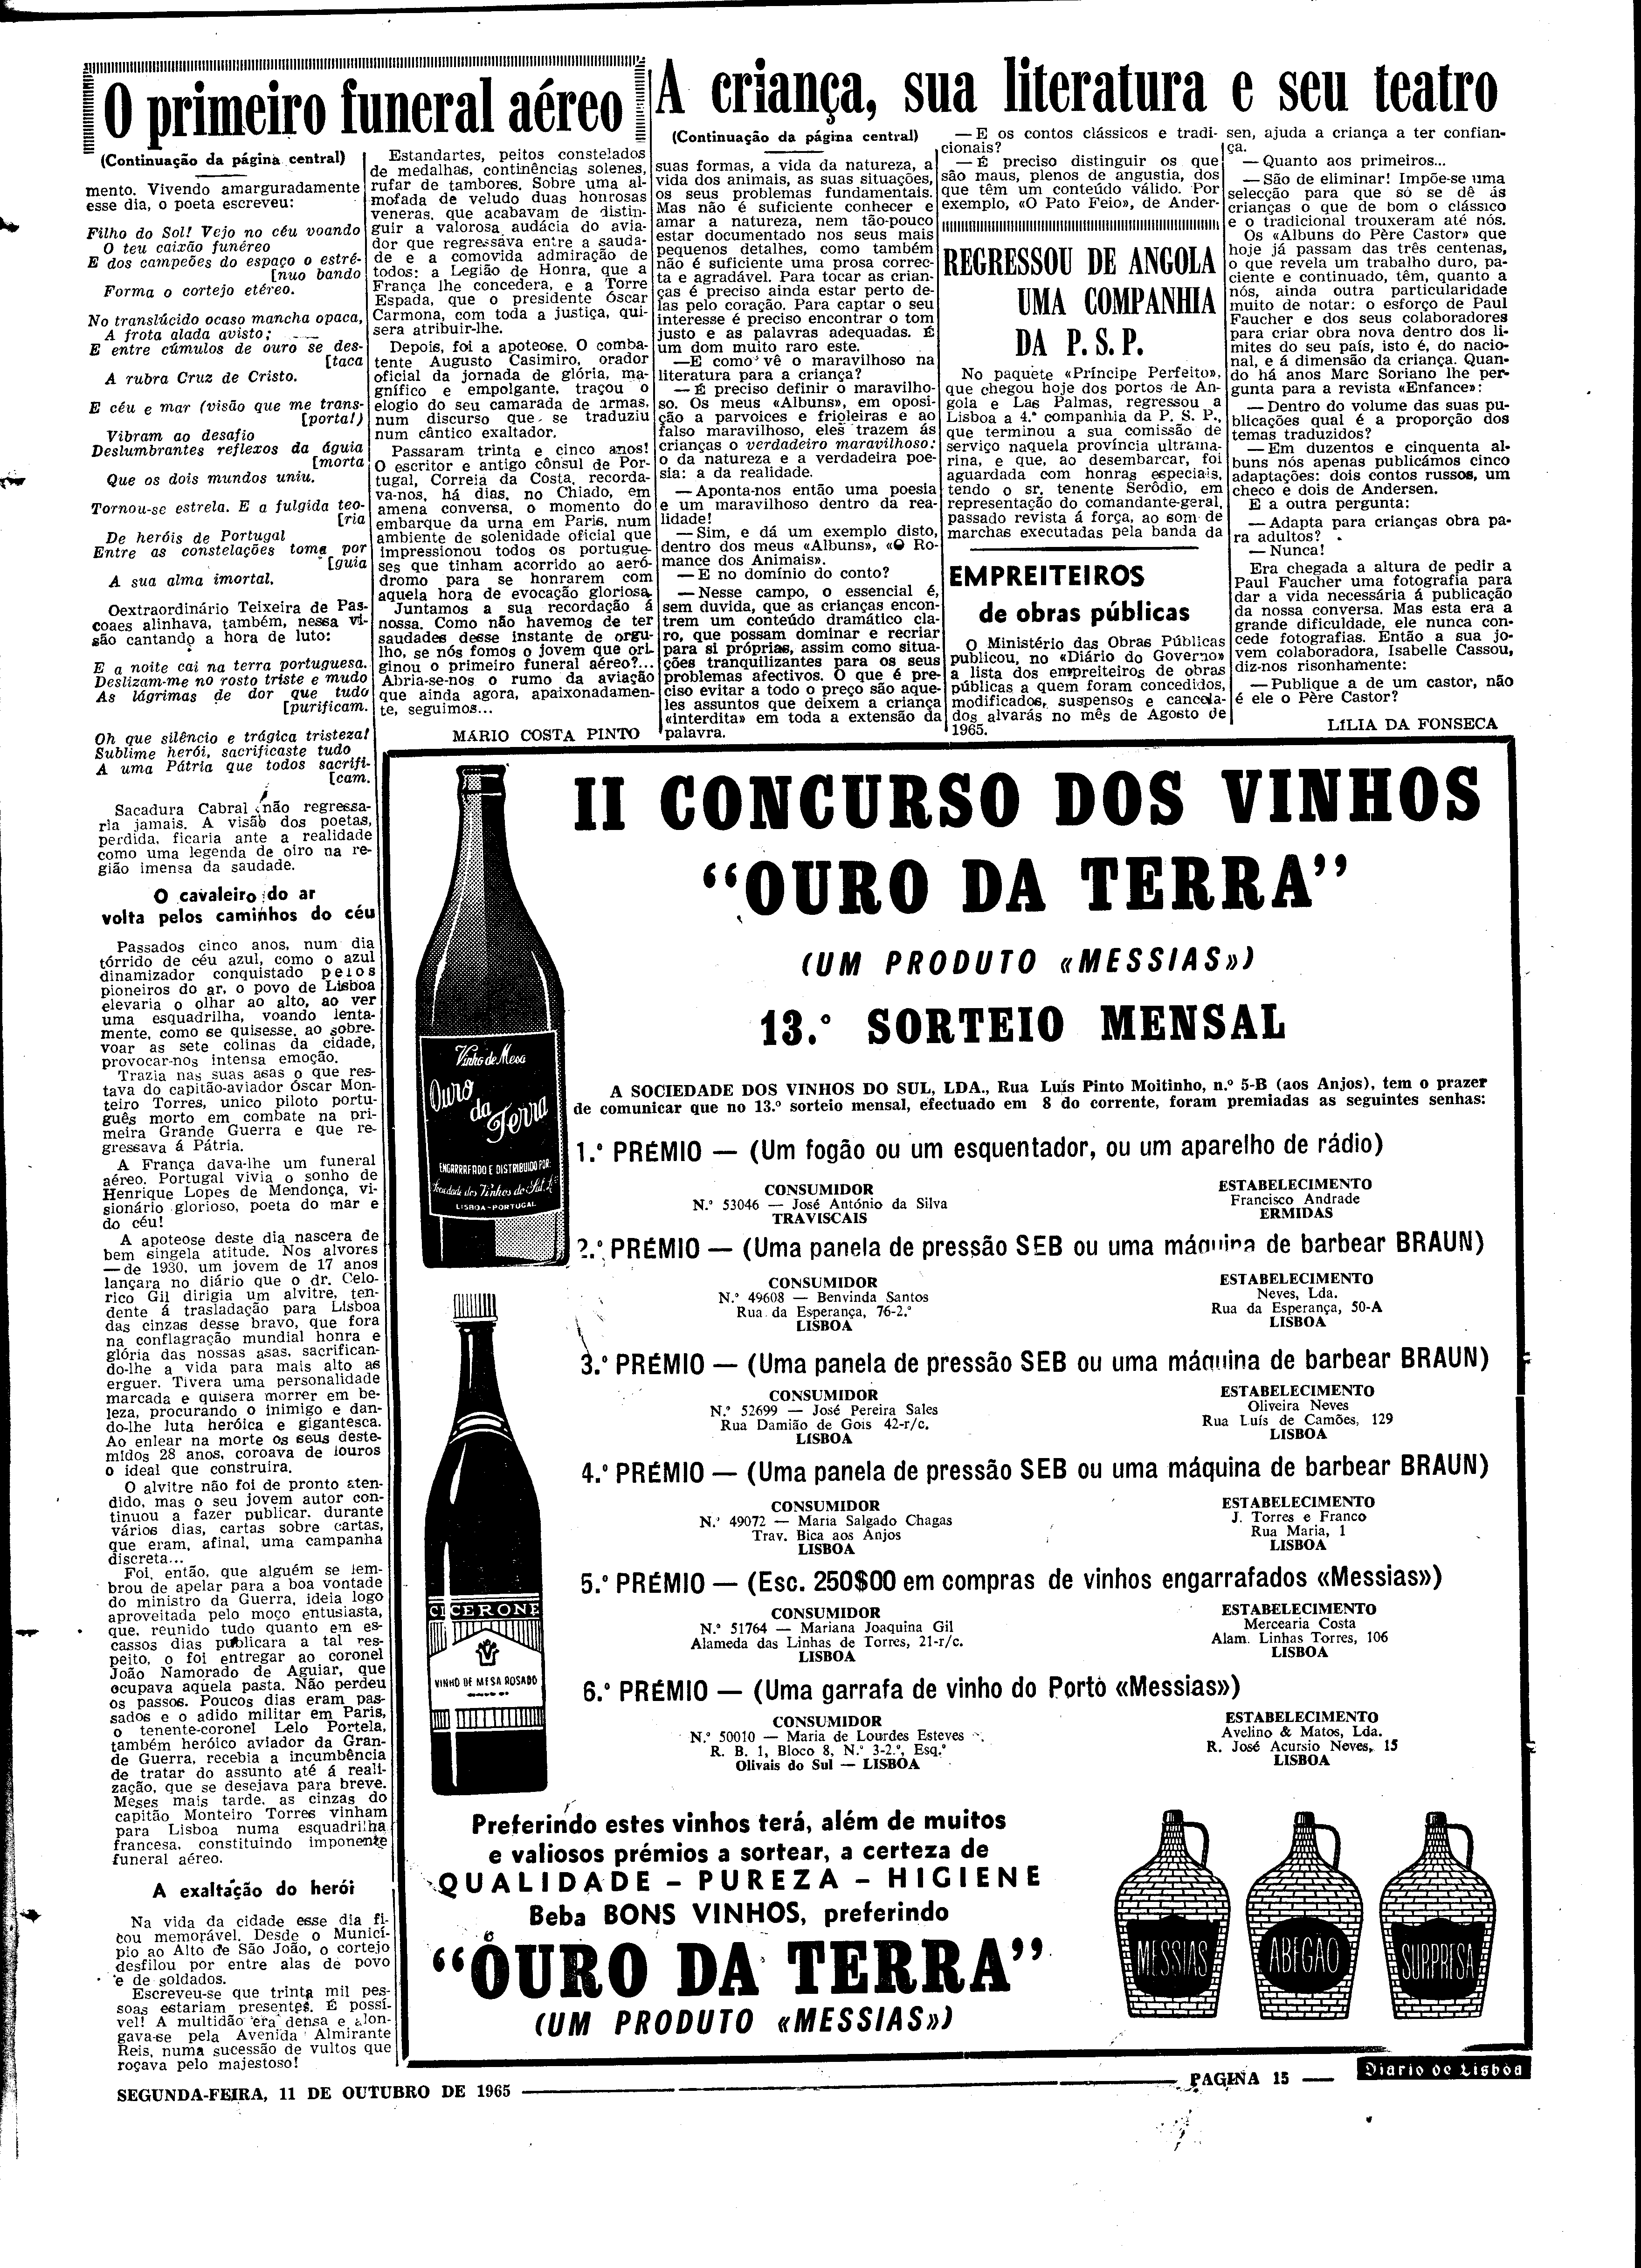 O primeiro funeral aéreo
(Continuação da página central)
mento. Vivendo amarguradamente
esse dia, o poeta escreveu:
Filho do Sol! Vejo no céu voando
O teu caixão funéreo
E dos campeões do espaço o estré-
[nuo bando
Forma o cortejo etéreo.
No translúcido ocaso mancha opaca,
A frota alada avisto;
E entre cúmulos de ouro se des-
[taca
A rubra Cruz de Cristo.
E céu e mar (visão que me trans-
[porta!)
Vibram ao desafio
Deslumbrantes reflexos da águia
[morta
Que os dois mundos uniu.
Tornou-se estrela. E a fulgida teo-
[ria
De heróis de Portugal
Entre as constelações toma por
[guia
A sua alma imortal.
Oextraordinário Teixeira de Pas-
coaes alinhava, também, nessa vi-
são cantando a hora de luto:
E a noite cai na terra portuguesa.
Deslizam-me no rosto triste e mudo
As lágrimas de dor que tudo
[purificam.
Oh que silêncio e trágica tristeza!
Sublime herói, sacrificaste tudo
A uma Pátria que todos sacrifi-
[cam.
Sacadura Cabral não regressa-
ria jamais. A visão dos poetas,
perdida, ficaria ante a realidade
como uma legenda de oiro na re-
gião imensa da saudade.
O cavaleiro do ar
volta pelos caminhos do céu
Passados cinco anos, num dia
tórrido de céu azul, como o azul
dinamizador conquistado pelos
pioneiros do ar, o povo de Lisboa
elevaria o olhar ao alto, ao ver
uma esquadrilha, voando lenta-
mente, como se quisesse, ao sobre-
voar as sete colinas da cidade,
provocar-nos intensa emoção.
Trazia nas suas asas o que res-
tava do capitão-aviador Óscar Mon-
teiro Torres, unico piloto portu-
guês morto em combate na pri-
meira Grande Guerra e que re-
gressava á Pátria.
A França dava-lhe um funeral
aéreo. Portugal vivia o sonho de
Henrique Lopes de Mendonça, vi-
sionário glorioso, poeta do mar e
do céu!
A apoteose deste dia nascera de
bem singela atitude. Nos alvores
— de 1930, um jovem de 17 anos
lançara no diário que o dr. Celo-
rico Gil dirigia um alvitre, ten-
dente á trasladação para Lisboa
das cinzas desse bravo, que fora
na conflagração mundial honra e
glória das nossas asas, sacrifican-
do-lhe a vida para mais alto as
erguer. Tivera uma personalidade
marcada e quisera morrer em be-
leza, procurando o inimigo e dan-
do-lhe luta heróica e gigantesca.
Ao enlear na morte os seus deste-
midos 28 anos, coroava de louros
o ideal que construira.
O alvitre não foi de pronto aten-
dido, mas o seu jovem autor con-
tinuou a fazer publicar, durante
vários dias, cartas sobre cartas,
que eram, afinal, uma campanha
discreta...
Foi, então, que alguém se lem-
brou de apelar para a boa vontade
do ministro da Guerra, ideia logo
aproveitada pelo moço entusiasta,
que, reunido tudo quanto em es-
cassos dias publicara a tal res-
peito, o foi entregar ao coronel
João Namorado de Aguiar, que
ocupava aquela pasta. Não perdeu
os passos. Poucos dias eram pas-
sados e o adido militar em Paris,
o tenente-coronel Lelo Portela,
também heróico aviador da Gran-
de Guerra, recebia a incumbência
de tratar do assunto até á reali-
zação, que se desejava para breve.
Meses mais tarde, as cinzas do
capitão Monteiro Torres vinham
para Lisboa numa esquadrilha
francesa, constituindo imponente
funeral aéreo.
A exaltação do herói
Na vida da cidade esse dia fi-
cou memorável. Desde o Municí-
pio ao Alto de São João, o cortejo
desfilou por entre alas de povo
e de soldados.
Escreveu-se que trinta mil pes-
soas estariam presentes. É possí-
vel! A multidão era densa e alon-
gava-se pela Avenida Almirante
Reis, numa sucessão de vultos que
roçava pelo majestoso!
Estandartes, peitos constelados
de medalhas, continências solenes,
rufar de tambores. Sobre uma al-
mofada de veludo duas honrosas
veneras, que acabavam de distin-
guir a valorosa audácia do avia-
dor que regressava entre a sauda-
de e a comovida admiração de
todos: a Legião de Honra, que a
França lhe concedera, e a Torre
Espada, que o presidente Óscar
Carmona, com toda a justiça, qui-
sera atribuir-lhe.
Depois, foi a apoteose. O comba-
tente Augusto Casimiro, orador
oficial da jornada de glória, ma-
gnífico e empolgante, traçou o
elogio do seu camarada de armas,
num discurso que se traduziu
num cântico exaltador.
Passaram trinta e cinco anos!
O escritor e antigo cônsul de Por-
tugal, Correia da Costa, recorda-
va-nos, há dias, no Chiado, em
amena conversa, o momento do
embarque da urna em Paris, num
ambiente de solenidade oficial que
impressionou todos os portugue-
ses que tinham acorrido ao aeró-
dromo para se honrarem com
aquela hora de evocação gloriosa.
Juntamos a sua recordação á
nossa. Como não havemos de ter
saudades desse instante de orgu-
lho, se nós fomos o jovem que ori-
ginou o primeiro funeral aéreo?...
Abria-se-nos o rumo da aviação
que ainda agora, apaixonadamen-
te, seguimos...
MÁRIO COSTA PINTO
A criança, sua literatura e seu teatro
(Continuação da página central)
suas formas, a vida da natureza, a
vida dos animais, as suas situações,
os seus problemas fundamentais.
Mas não é suficiente conhecer e
amar a natureza, nem tão-pouco
estar documentado nos seus mais
pequenos detalhes, como também
não é suficiente uma prosa correc-
ta e agradável. Para tocar as crian-
ças é preciso ainda estar perto de-
las pelo coração. Para captar o seu
interesse é preciso encontrar o tom
justo e as palavras adequadas. É
um dom muito raro este.
—E como vê o maravilhoso na
literatura para a criança?
— É preciso definir o maravilho-
so. Os meus «Albuns», em oposi-
ção a parvoices e frioleiras e ao
falso maravilhoso, eles trazem ás
crianças o verdadeiro maravilhoso:
o da natureza e a verdadeira poe-
sia: a da realidade.
— Aponta-nos então uma poesia
e um maravilhoso dentro da rea-
lidade!
— Sim, e dá um exemplo disto,
dentro dos meus «Albuns», «O Ro-
mance dos Animais».
— E no domínio do conto?
— Nesse campo, o essencial é,
sem duvida, que as crianças encon-
trem um conteúdo dramático cla-
ro, que possam dominar e recriar
para si próprias, assim como situa-
ções tranquilizantes para os seus
problemas afectivos. O que é pre-
ciso evitar a todo o preço são aque-
les assuntos que deixem a criança
«interdita» em toda a extensão da
palavra.
— E os contos clássicos e tradi-
cionais?
— É preciso distinguir os que
são maus, plenos de angustia, dos
que têm um conteúdo válido. Por
exemplo, «O Pato Feio», de Ander-
sen, ajuda a criança a ter confian-
ça.
— Quanto aos primeiros...
— São de eliminar! Impõe-se uma
selecção para que só se dê ás
crianças o que de bom o clássico
e o tradicional trouxeram até nós.
Os «Albuns do Père Castor» que
hoje já passam das três centenas,
o que revela um trabalho duro, pa-
ciente e continuado, têm, quanto a
nós, ainda outra particularidade
muito de notar: o esforço de Paul
Faucher e dos seus colaboradores
para criar obra nova dentro dos li-
mites do seu país, isto é, do nacio-
nal, e á dimensão da criança. Quan-
do há anos Marc Soriano lhe per-
gunta para a revista «Enfance»:
— Dentro do volume das suas pu-
blicações qual é a proporção dos
temas traduzidos?
— Em duzentos e cinquenta al-
buns nós apenas publicámos cinco
adaptações: dois contos russos, um
checo e dois de Andersen.
E a outra pergunta:
— Adapta para crianças obra pa-
ra adultos?
— Nunca!
Era chegada a altura de pedir a
Paul Faucher uma fotografia para
dar a vida necessária á publicação
da nossa conversa. Mas esta era a
grande dificuldade, ele nunca con-
cede fotografias. Então a sua jo-
vem colaboradora, Isabelle Cassou,
diz-nos risonhamente:
— Publique a de um castor, não
é ele o Père Castor?
LÍLIA DA FONSECA
REGRESSOU DE ANGOLA
UMA COMPANHIA
DA P. S. P.
No paquete «Príncipe Perfeito»,
que chegou hoje dos portos de An-
gola e Las Palmas, regressou a
Lisboa a 4.ª companhia da P. S. P.,
que terminou a sua comissão de
serviço naquela província ultrama-
rina, e que, ao desembarcar, foi
aguardada com honras especiais,
tendo o sr. tenente Serôdio, em
representação do comandante-geral,
passado revista á força, ao som de
marchas executadas pela banda da
EMPREITEIROS
de obras públicas
O Ministério das Obras Públicas
publicou, no «Diário do Governo»
a lista dos empreiteiros de obras
públicas a quem foram concedidos,
modificados, suspensos e cancela-
dos alvarás no mês de Agosto de
1965.
II CONCURSO DOS VINHOS
“OURO DA TERRA”
(UM PRODUTO «MESSIAS»)
13.º SORTEIO MENSAL
A SOCIEDADE DOS VINHOS DO SUL, LDA., Rua Luís Pinto Moitinho, n.º 5-B (aos Anjos), tem o prazer
de comunicar que no 13.º sorteio mensal, efectuado em 8 do corrente, foram premiadas as seguintes senhas:
1.º PRÉMIO — (Um fogão ou um esquentador, ou um aparelho de rádio)
CONSUMIDOR
N.º 53046 — José António da Silva
TRAVISCAIS
ESTABELECIMENTO
Francisco Andrade
ERMIDAS
2.º PRÉMIO — (Uma panela de pressão SEB ou uma máquina de barbear BRAUN)
CONSUMIDOR
N.º 49608 — Benvinda Santos
Rua da Esperança, 76-2.º
LISBOA
ESTABELECIMENTO
Neves, Lda.
Rua da Esperança, 50-A
LISBOA
3.º PRÉMIO — (Uma panela de pressão SEB ou uma máquina de barbear BRAUN)
CONSUMIDOR
N.º 52699 — José Pereira Sales
Rua Damião de Gois 42-r/c.
LISBOA
ESTABELECIMENTO
Oliveira Neves
Rua Luís de Camões, 129
LISBOA
4.º PRÉMIO — (Uma panela de pressão SEB ou uma máquina de barbear BRAUN)
CONSUMIDOR
N.º 49072 — Maria Salgado Chagas
Trav. Bica aos Anjos
LISBOA
ESTABELECIMENTO
J. Torres e Franco
Rua Maria, 1
LISBOA
5.º PRÉMIO — (Esc. 250$00 em compras de vinhos engarrafados «Messias»)
CONSUMIDOR
N.º 51764 — Mariana Joaquina Gil
Alameda das Linhas de Torres, 21-r/c.
LISBOA
ESTABELECIMENTO
Mercearia Costa
Alam. Linhas Torres, 106
LISBOA
6.º PRÉMIO — (Uma garrafa de vinho do Porto «Messias»)
CONSUMIDOR
N.º 50010 — Maria de Lourdes Esteves
R. B. 1, Bloco 8, N.º 3-2.º, Esq.º
Olivais do Sul — LISBOA
ESTABELECIMENTO
Avelino & Matos, Lda.
R. José Acursio Neves, 15
LISBOA
Vinho de Mesa
Ouro
da
Terra
ENGARRAFADO E DISTRIBUIDO POR:
Sociedade dos Vinhos do Sul, L.da
LISBOA-PORTUGAL
CICERONE
VINHO DE MESA ROSADO
Preferindo estes vinhos terá, além de muitos
e valiosos prémios a sortear, a certeza de
QUALIDADE - PUREZA - HIGIENE
Beba BONS VINHOS, preferindo
“OURO DA TERRA”
(UM PRODUTO «MESSIAS»)
MESSIAS
ABEGÃO
SURPRESA
SEGUNDA-FEIRA, 11 DE OUTUBRO DE 1965
PAGINA 15
Diario de Lisboa